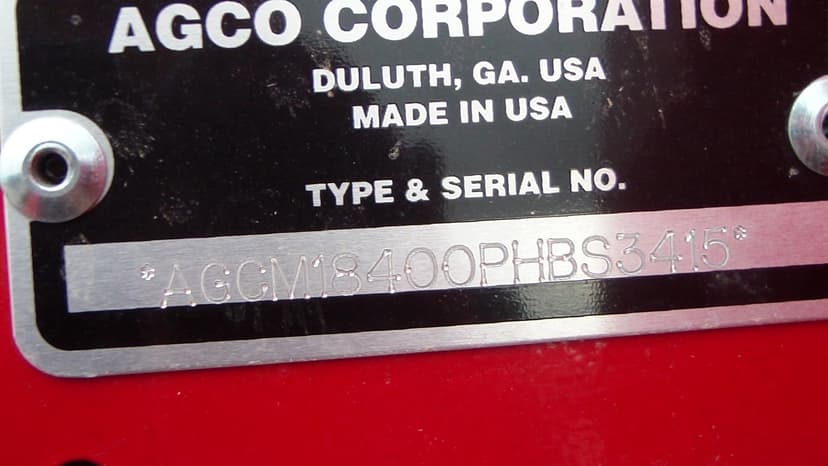 AGCO CORPORATION
DULUTH, GA. USA
MADE IN USA
TYPE & SERIAL NO.
*AGCM18400PHBS3415*